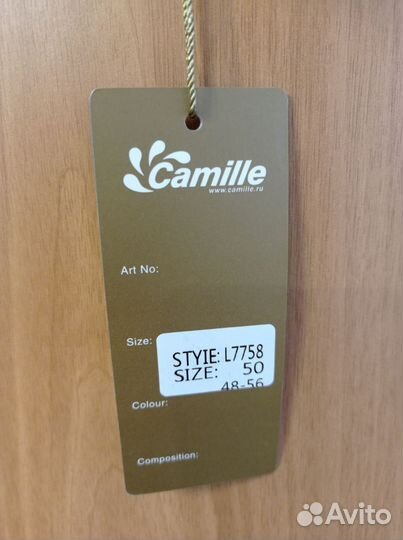 Camille
www.camille.ru
Art No:
Size:
STYIE: L7758
SIZE: 50
48-56
Colour:
Composition:
Avito